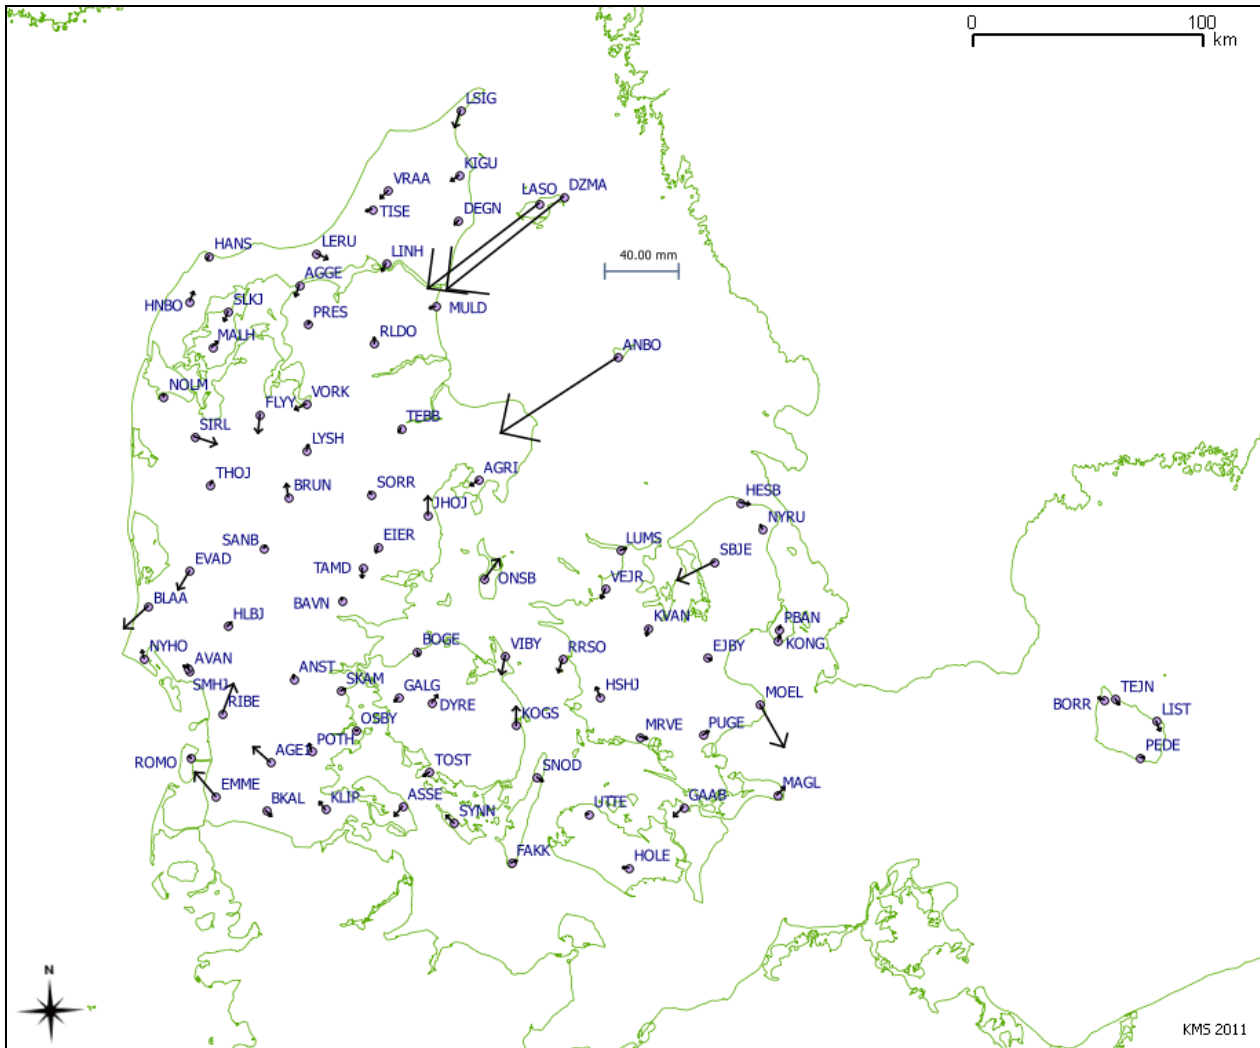 0 100
km
LSIG
KIGU
VRAA
LASO DZMA
TISE DEGN
HANS LERU LINH
40.00 mm
AGGE
HNBO SLKJ
PRES MULD
MALH RLDO
ANBO
NOLM
FLYY VORK
SIRL TEBB
LYSH
THOJ BRUN SORR AGRI
JHOJ HESB
NYRU
SANB EIER LUMS
EVAD TAMD SBJE
ONSB VEJR
BLAA BAVN
HLBJ KVAN PBAN
NYHO BOGE VIBY RRSO EJBY KONG
AVAN ANST
SMHJ SKAM GALG HSHJ MOEL
RIBE DYRE BORR TEJN
OSBY KOGS LIST
POTH MRVE PUGE
ROMO AGE1 TOST SNOD PEDE
EMME MAGL
BKAL KLIP ASSE SYNN UTTE GAAB
FAKK HOLE
N
KMS 2011